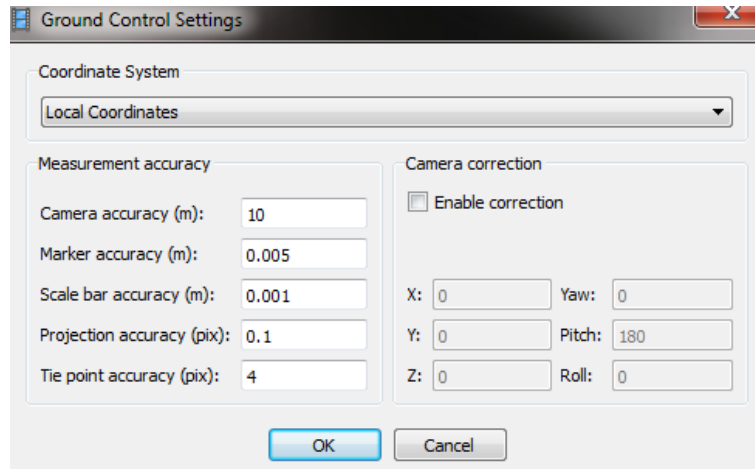 Ground Control Settings
X
Coordinate System
Local Coordinates
Measurement accuracy
Camera accuracy (m): 10
Marker accuracy (m): 0.005
Scale bar accuracy (m): 0.001
Projection accuracy (pix): 0.1
Tie point accuracy (pix): 4
Camera correction
Enable correction
X: 0 Yaw: 0
Y: 0 Pitch: 180
Z: 0 Roll: 0
OK Cancel